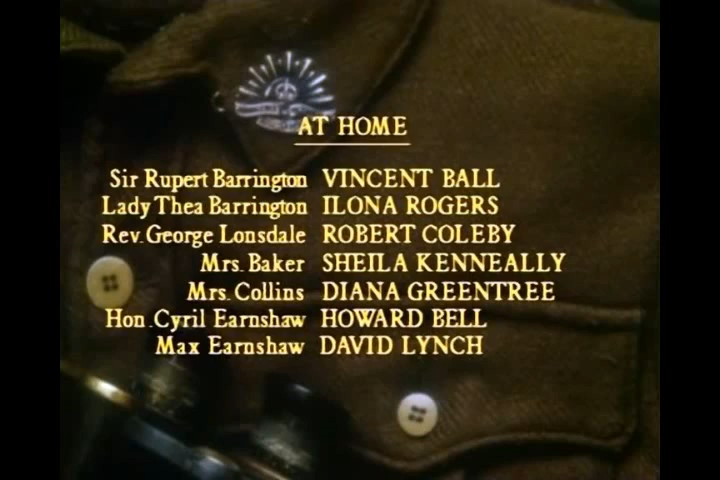 AT HOME
Sir Rupert Barrington VINCENT BALL
Lady Thea Barrington ILONA ROGERS
Rev. George Lonsdale ROBERT COLEBY
Mrs. Baker SHEILA KENNEALLY
Mrs. Collins DIANA GREENTREE
Hon. Cyril Earnshaw HOWARD BELL
Max Earnshaw DAVID LYNCH